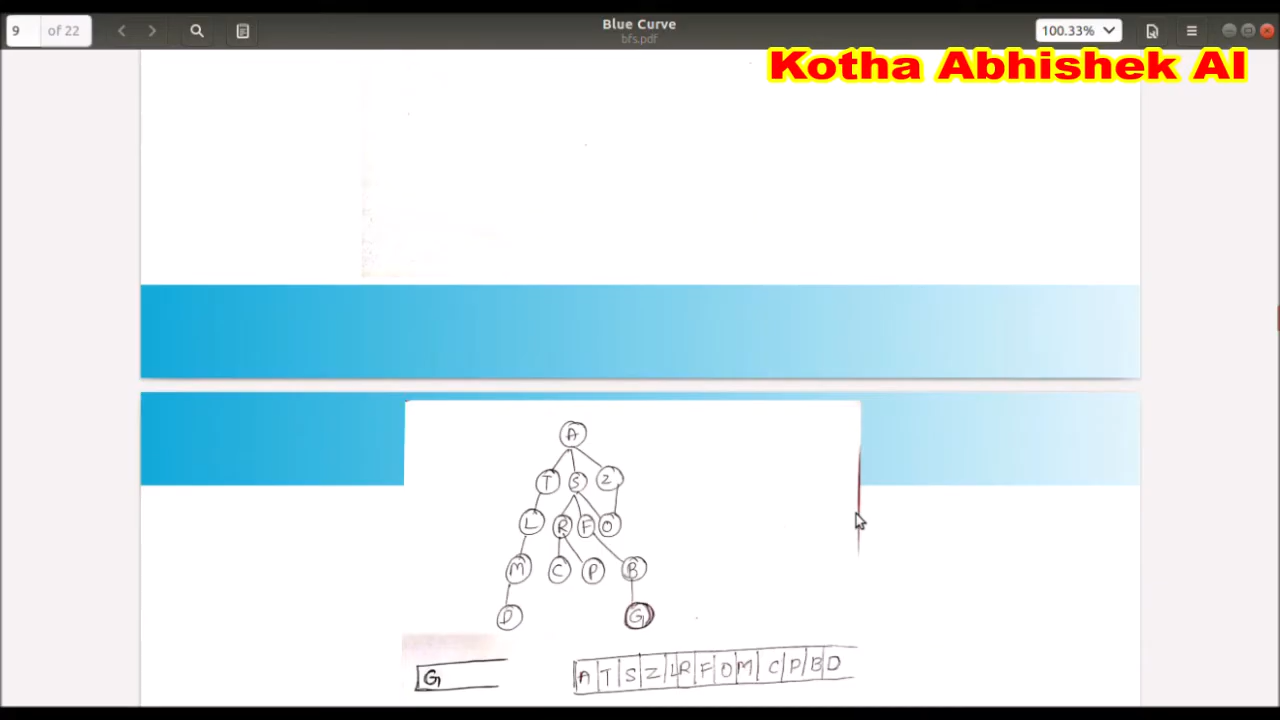 9 of 22
Blue Curve
bfs.pdf
100.33%
Kotha Abhishek AI
A
T S Z
L R F O
M C P B
D G
G
A T S Z L R F O M C P B D